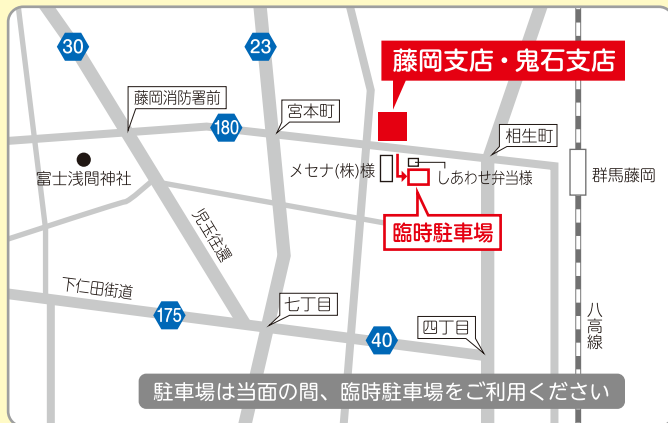 30
23
藤岡支店・鬼石支店
藤岡消防署前
宮本町
180
相生町
メセナ(株)様
しあわせ弁当様
群馬藤岡
富士浅間神社
臨時駐車場
児玉往還
下仁田街道
175
七丁目
40
四丁目
八高線
駐車場は当面の間、臨時駐車場をご利用ください